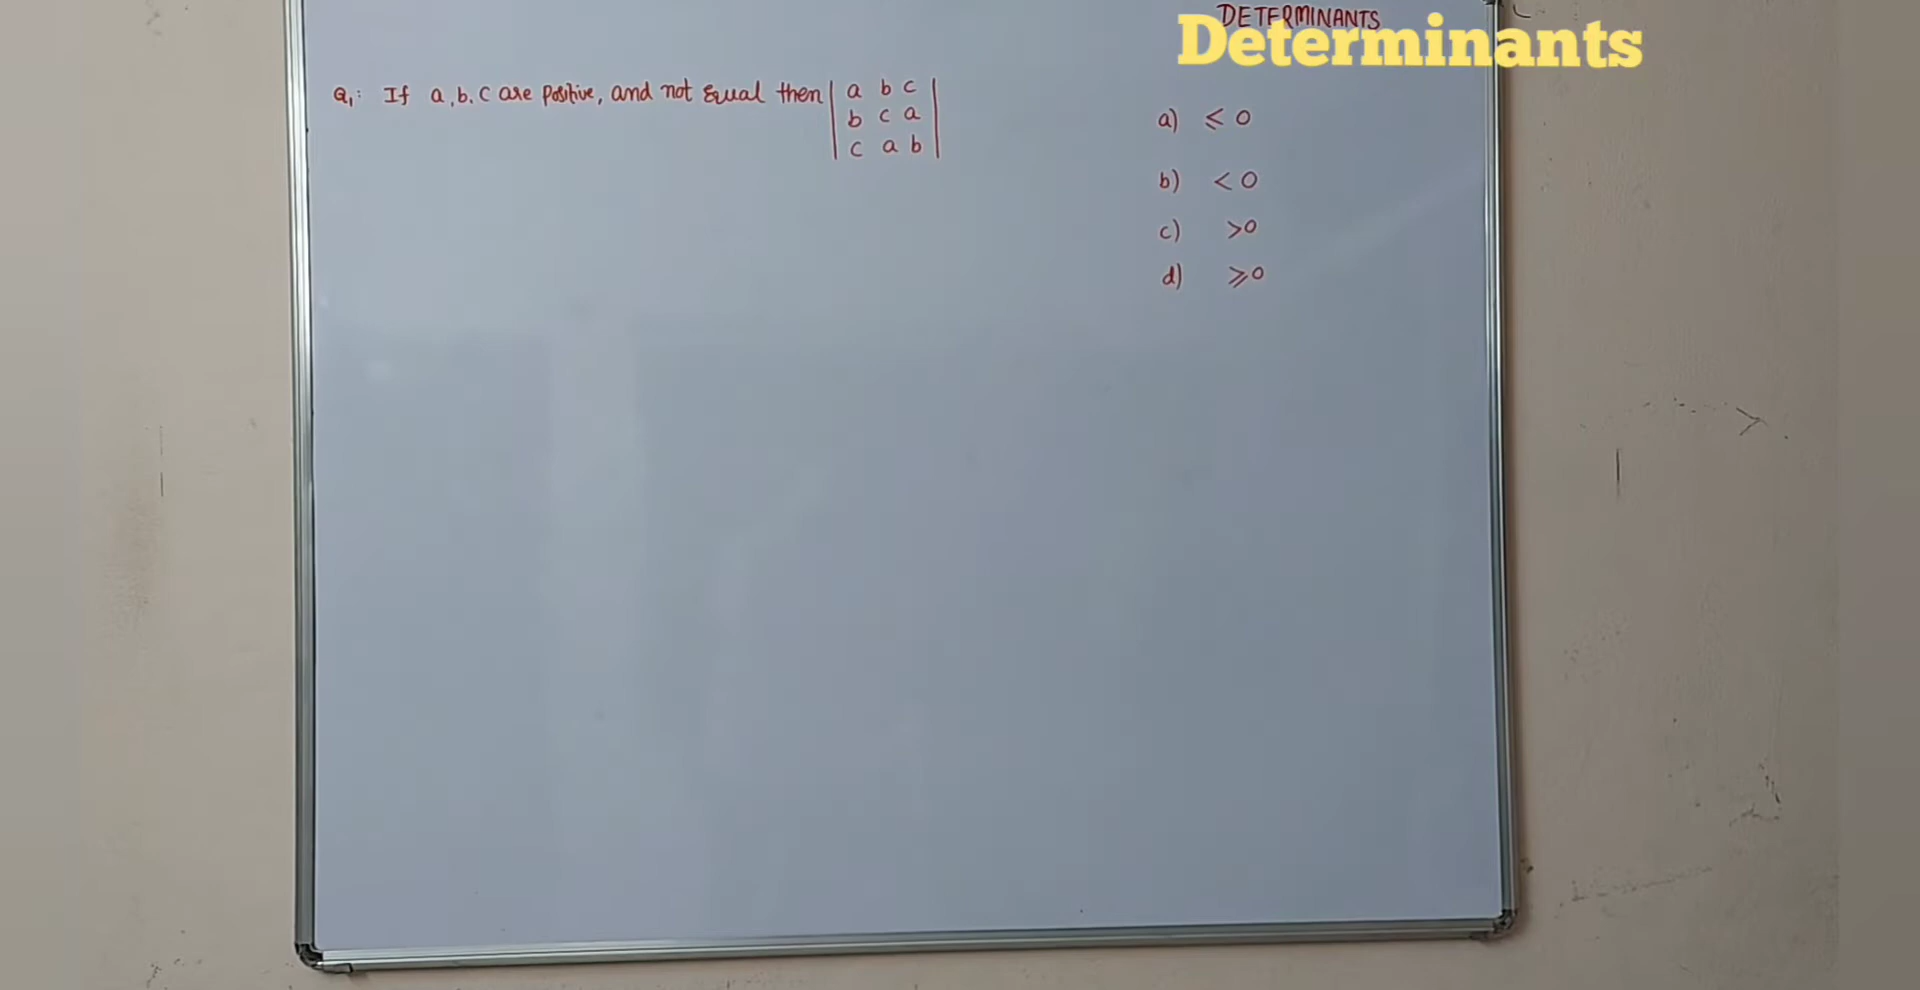 DETERMINANTS
Determinants
Q1: If a, b, c are Positive, and not Equal then | a b c |
| b c a |
| c a b |
a) ⩽ 0
b) < 0
c) >0
d) ⩾0